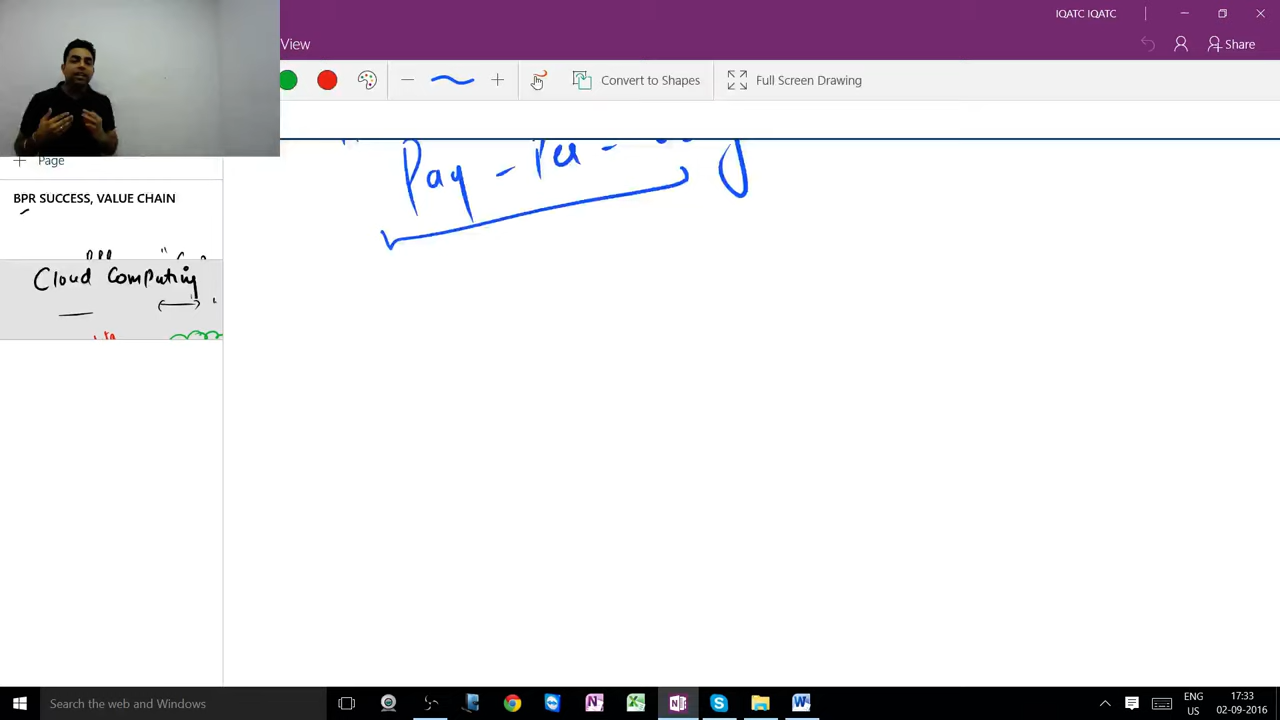 IQATC IQATC
View
Share
Convert to Shapes
Full Screen Drawing
Page
Pay - Per -
BPR SUCCESS, VALUE CHAIN
Cloud Computing
Search the web and Windows
ENG
US
17:33
02-09-2016